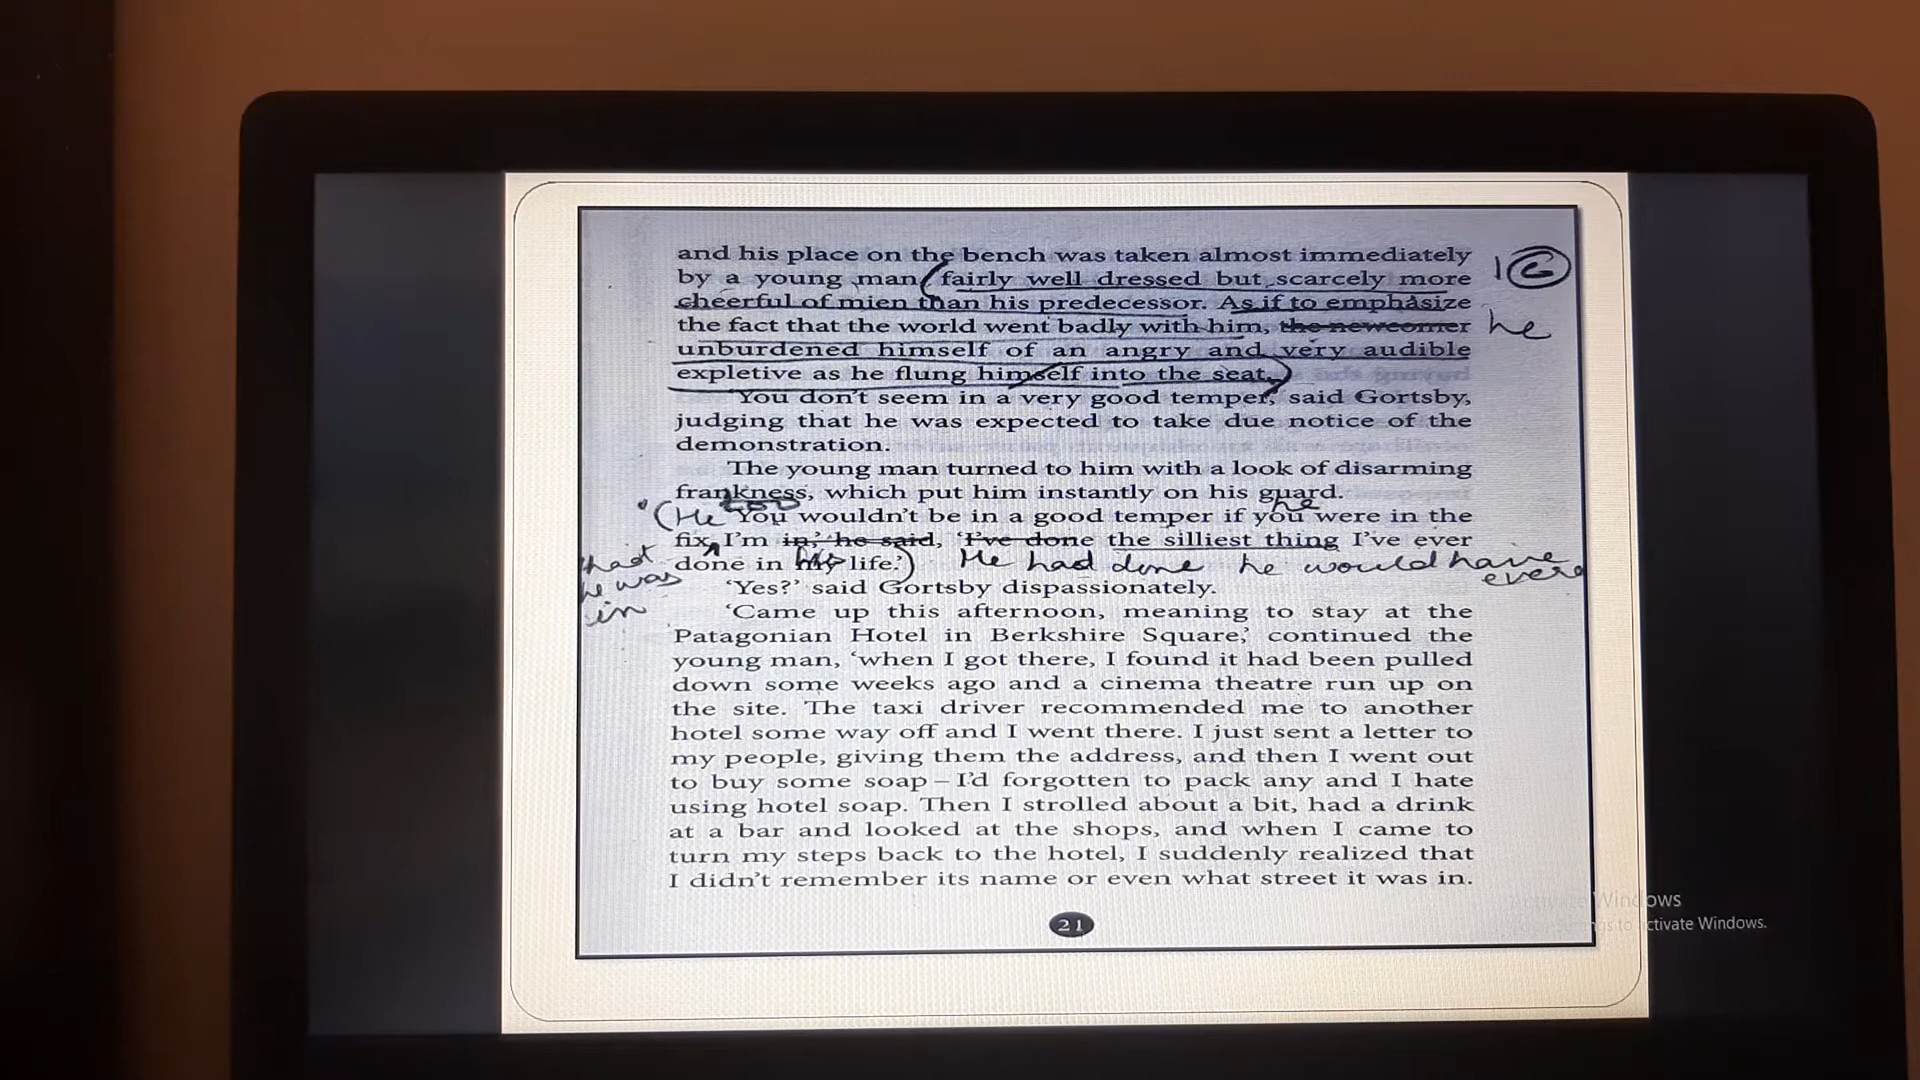 and his place on the bench was taken almost immediately
by a young man fairly well dressed but scarcely more 1 G
cheerful of mien than his predecessor. As if to emphasize
the fact that the world went badly with him, the newcomer he
unburdened himself of an angry and very audible
expletive as he flung himself into the seat.
'You don't seem in a very good temper,' said Gortsby,
judging that he was expected to take due notice of the
demonstration.
The young man turned to him with a look of disarming
frankness, which put him instantly on his guard.
he
(He You wouldn't be in a good temper if you were in the
fix I'm in,' he said, 'I've done the silliest thing I've ever
that done in my his life.') He had done he would have
he was ever
'Yes?' said Gortsby dispassionately.
in 'Came up this afternoon, meaning to stay at the
Patagonian Hotel in Berkshire Square,' continued the
young man, 'when I got there, I found it had been pulled
down some weeks ago and a cinema theatre run up on
the site. The taxi driver recommended me to another
hotel some way off and I went there. I just sent a letter to
my people, giving them the address, and then I went out
to buy some soap – I'd forgotten to pack any and I hate
using hotel soap. Then I strolled about a bit, had a drink
at a bar and looked at the shops, and when I came to
turn my steps back to the hotel, I suddenly realized that
I didn't remember its name or even what street it was in.
Activate Windows
to activate Windows.
21